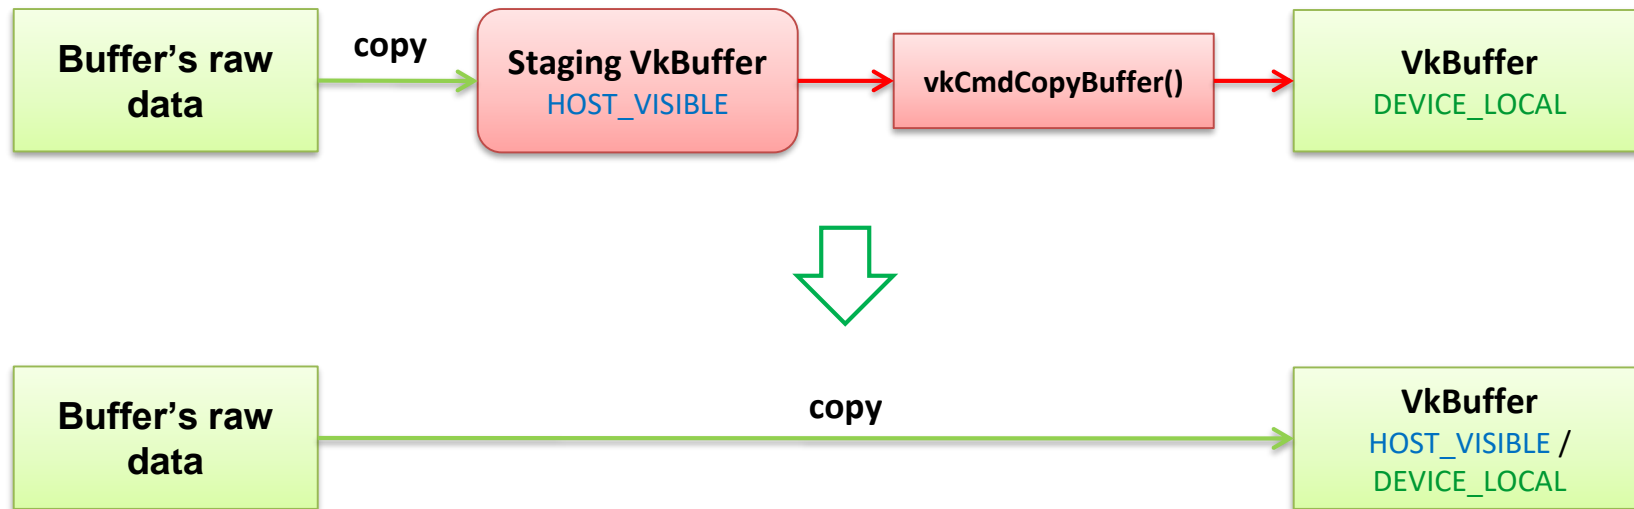 Buffer’s raw
data
copy
Staging VkBuffer
HOST_VISIBLE
vkCmdCopyBuffer()
VkBuffer
DEVICE_LOCAL
Buffer’s raw
data
copy
VkBuffer
HOST_VISIBLE /
DEVICE_LOCAL